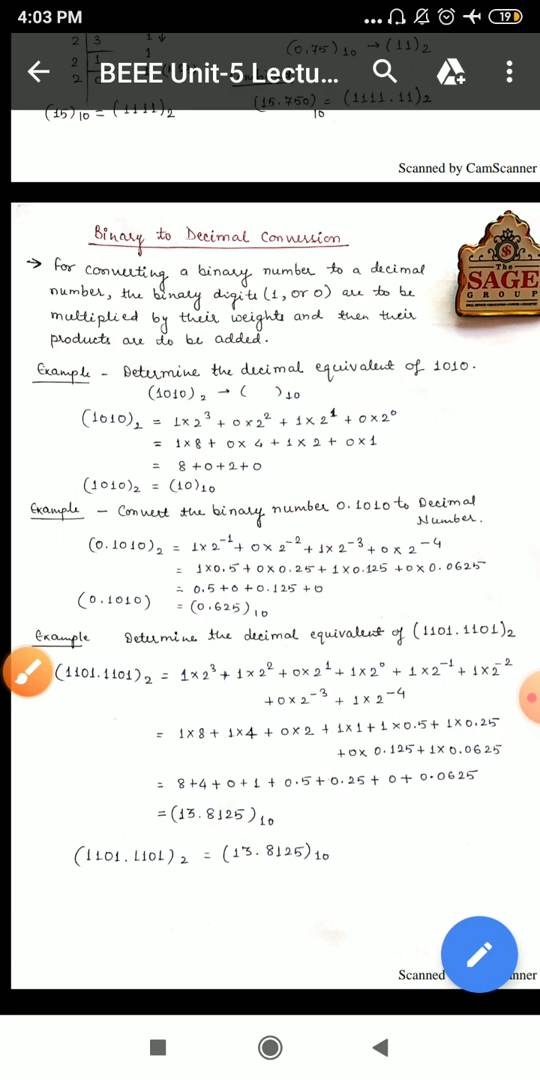 4:03 PM
19
2 3 1
2 1 1
2
(0.75)10 → (11)2
BEEE Unit-5 Lectu...
(15)10 = (1111)2
(15.750)10 = (1111.11)2
Scanned by CamScanner
Binary to Decimal Conversion
→ For converting a binary number to a decimal
number, the binary digits (1, or 0) are to be
multiplied by their weights and then their
products are to be added.
The
SAGE
GROUP
Example - Determine the decimal equivalent of 1010.
(1010)2 → ( )10
(1010)2 = 1×2³ + 0×2² + 1×2¹ + 0×2⁰
= 1×8 + 0×4 + 1×2 + 0×1
= 8+0+2+0
(1010)2 = (10)10
Example - Convert the binary number 0.1010 to Decimal
Number.
(0.1010)2 = 1×2⁻¹ + 0×2⁻² + 1×2⁻³ + 0×2⁻⁴
= 1×0.5 + 0×0.25 + 1×0.125 + 0×0.0625
= 0.5+0+0.125+0
(0.1010) = (0.625)10
Example Determine the decimal equivalent of (1101.1101)2
(1101.1101)2 = 1×2³ + 1×2² + 0×2¹ + 1×2⁰ + 1×2⁻¹ + 1×2⁻²
+0×2⁻³ + 1×2⁻⁴
= 1×8 + 1×4 + 0×2 + 1×1 + 1×0.5 + 1×0.25
+0× 0.125 + 1×0.0625
= 8+4+0+1+0.5+0.25+0+0.0625
= (13.8125)10
(1101.1101)2 = (13.8125)10
Scanned